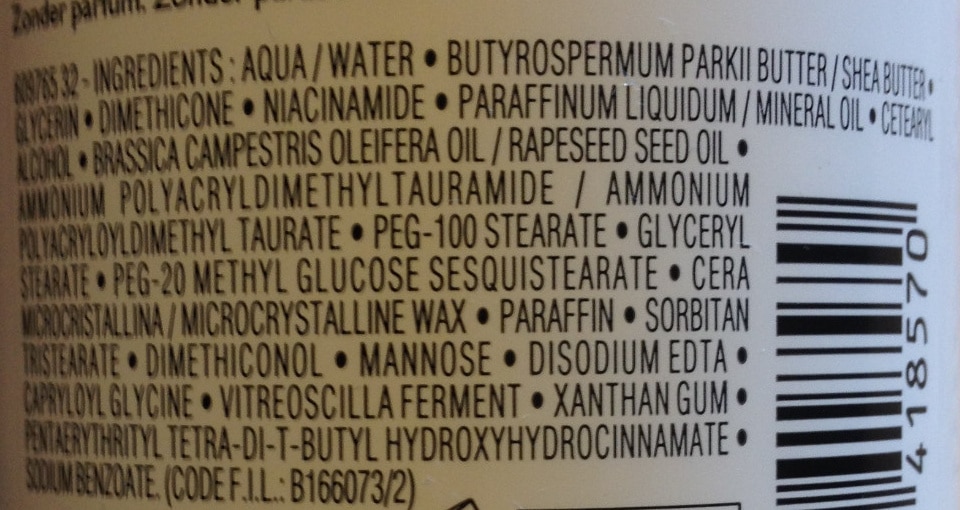 Zonder parfum. Zonder
609765 32 - INGREDIENTS : AQUA / WATER • BUTYROSPERMUM PARKII BUTTER / SHEA BUTTER •
GLYCERIN • DIMETHICONE • NIACINAMIDE • PARAFFINUM LIQUIDUM / MINERAL OIL • CETEARYL
ALCOHOL • BRASSICA CAMPESTRIS OLEIFERA OIL / RAPESEED SEED OIL •
AMMONIUM POLYACRYLDIMETHYLTAURAMIDE / AMMONIUM
POLYACRYLOYLDIMETHYL TAURATE • PEG-100 STEARATE • GLYCERYL
STEARATE • PEG-20 METHYL GLUCOSE SESQUISTEARATE • CERA
MICROCRISTALLINA / MICROCRYSTALLINE WAX • PARAFFIN • SORBITAN
TRISTEARATE • DIMETHICONOL • MANNOSE • DISODIUM EDTA •
CAPRYLOYL GLYCINE • VITREOSCILLA FERMENT • XANTHAN GUM •
PENTAERYTHRITYL TETRA-DI-T-BUTYL HYDROXYHYDROCINNAMATE •
SODIUM BENZOATE. (CODE F.I.L.: B166073/2)
418570